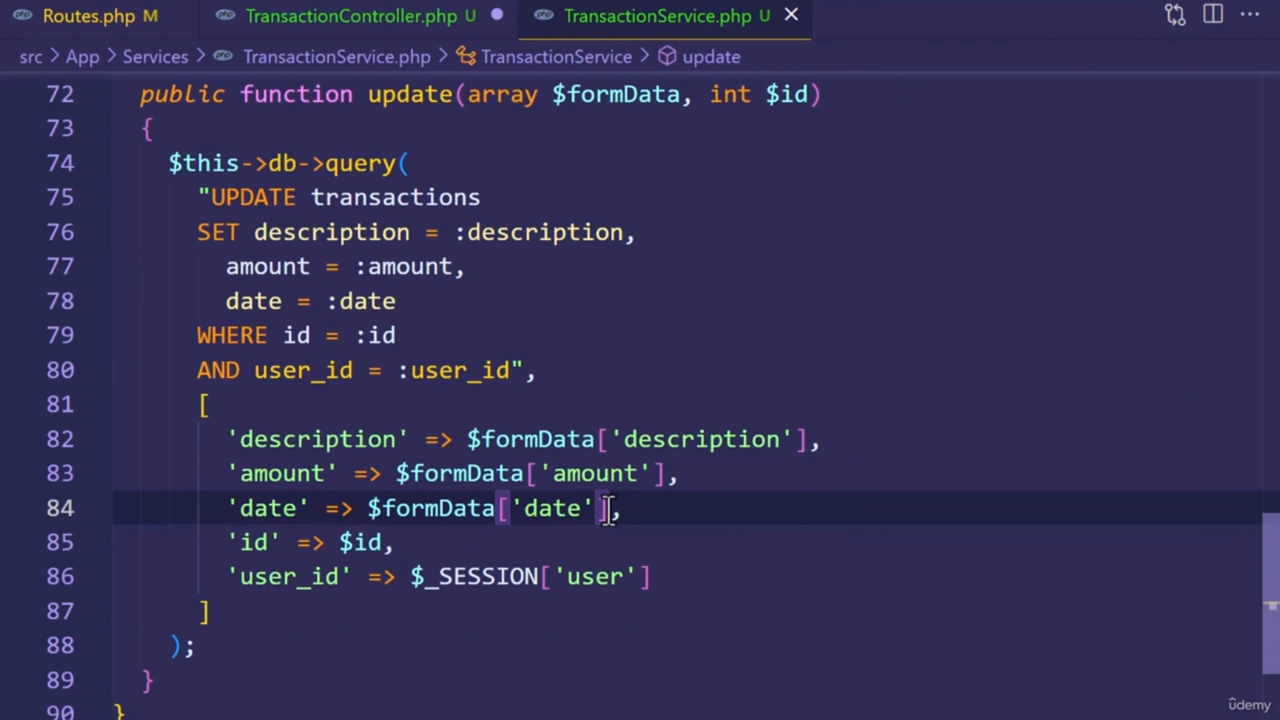 Routes.php M TransactionController.php U TransactionService.php U
src > App > Services > TransactionService.php > TransactionService > update
72 public function update(array $formData, int $id)
73 {
74 $this->db->query(
75 "UPDATE transactions
76 SET description = :description,
77 amount = :amount,
78 date = :date
79 WHERE id = :id
80 AND user_id = :user_id",
81 [
82 'description' => $formData['description'],
83 'amount' => $formData['amount'],
84 'date' => $formData['date'],
85 'id' => $id,
86 'user_id' => $_SESSION['user']
87 ]
88 );
89 }
90 }
ûdemy